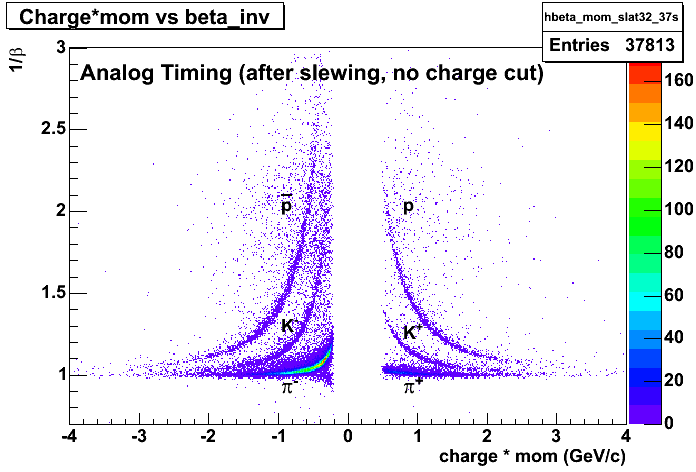 Charge*mom vs beta_inv
hbeta_mom_slat32_37s
Entries 37813
1/β
Analog Timing (after slewing, no charge cut)
3
2.5
2
1.5
1
p̅
p
K⁻
K⁺
π⁻
π⁺
160
140
120
100
80
60
40
20
0
-4 -3 -2 -1 0 1 2 3 4
charge * mom (GeV/c)